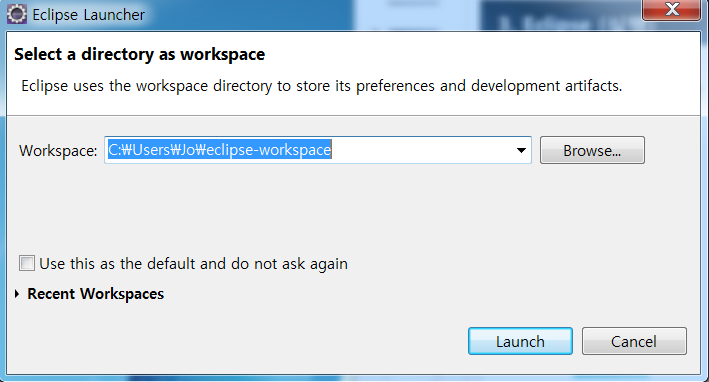 Eclipse Launcher
Select a directory as workspace
Eclipse uses the workspace directory to store its preferences and development artifacts.
Workspace: C:₩Users₩Jo₩eclipse-workspace Browse...
Use this as the default and do not ask again
Recent Workspaces
Launch Cancel